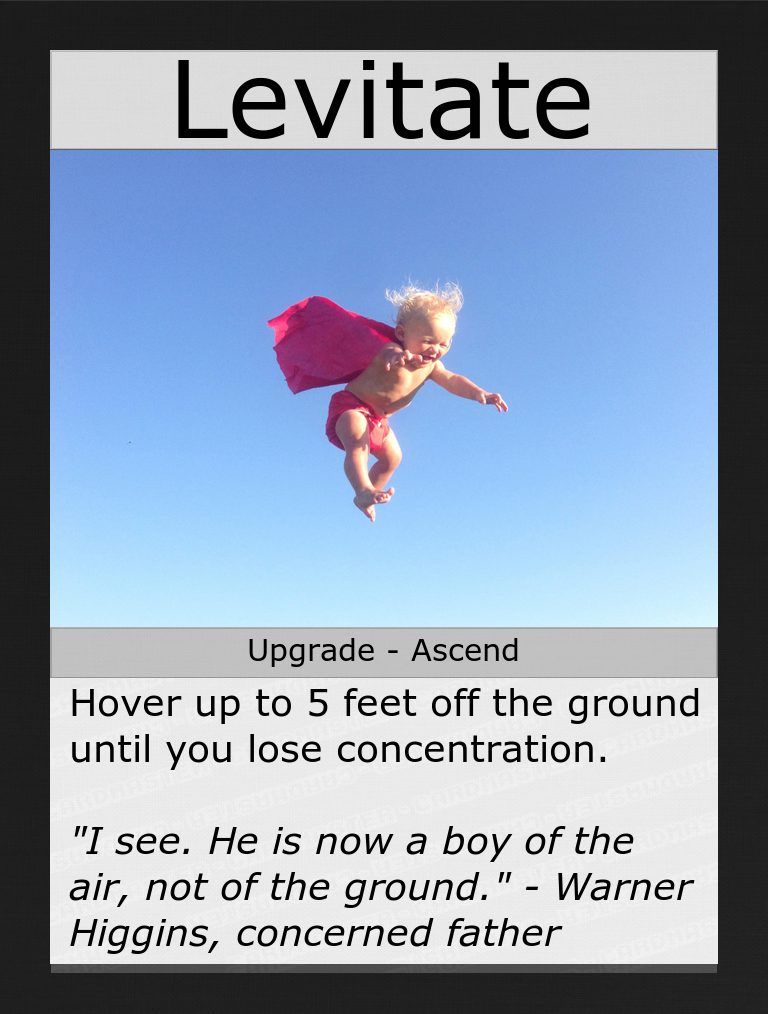 Levitate
Upgrade - Ascend
Hover up to 5 feet off the ground
until you lose concentration.
"I see. He is now a boy of the
air, not of the ground." - Warner
Higgins, concerned father